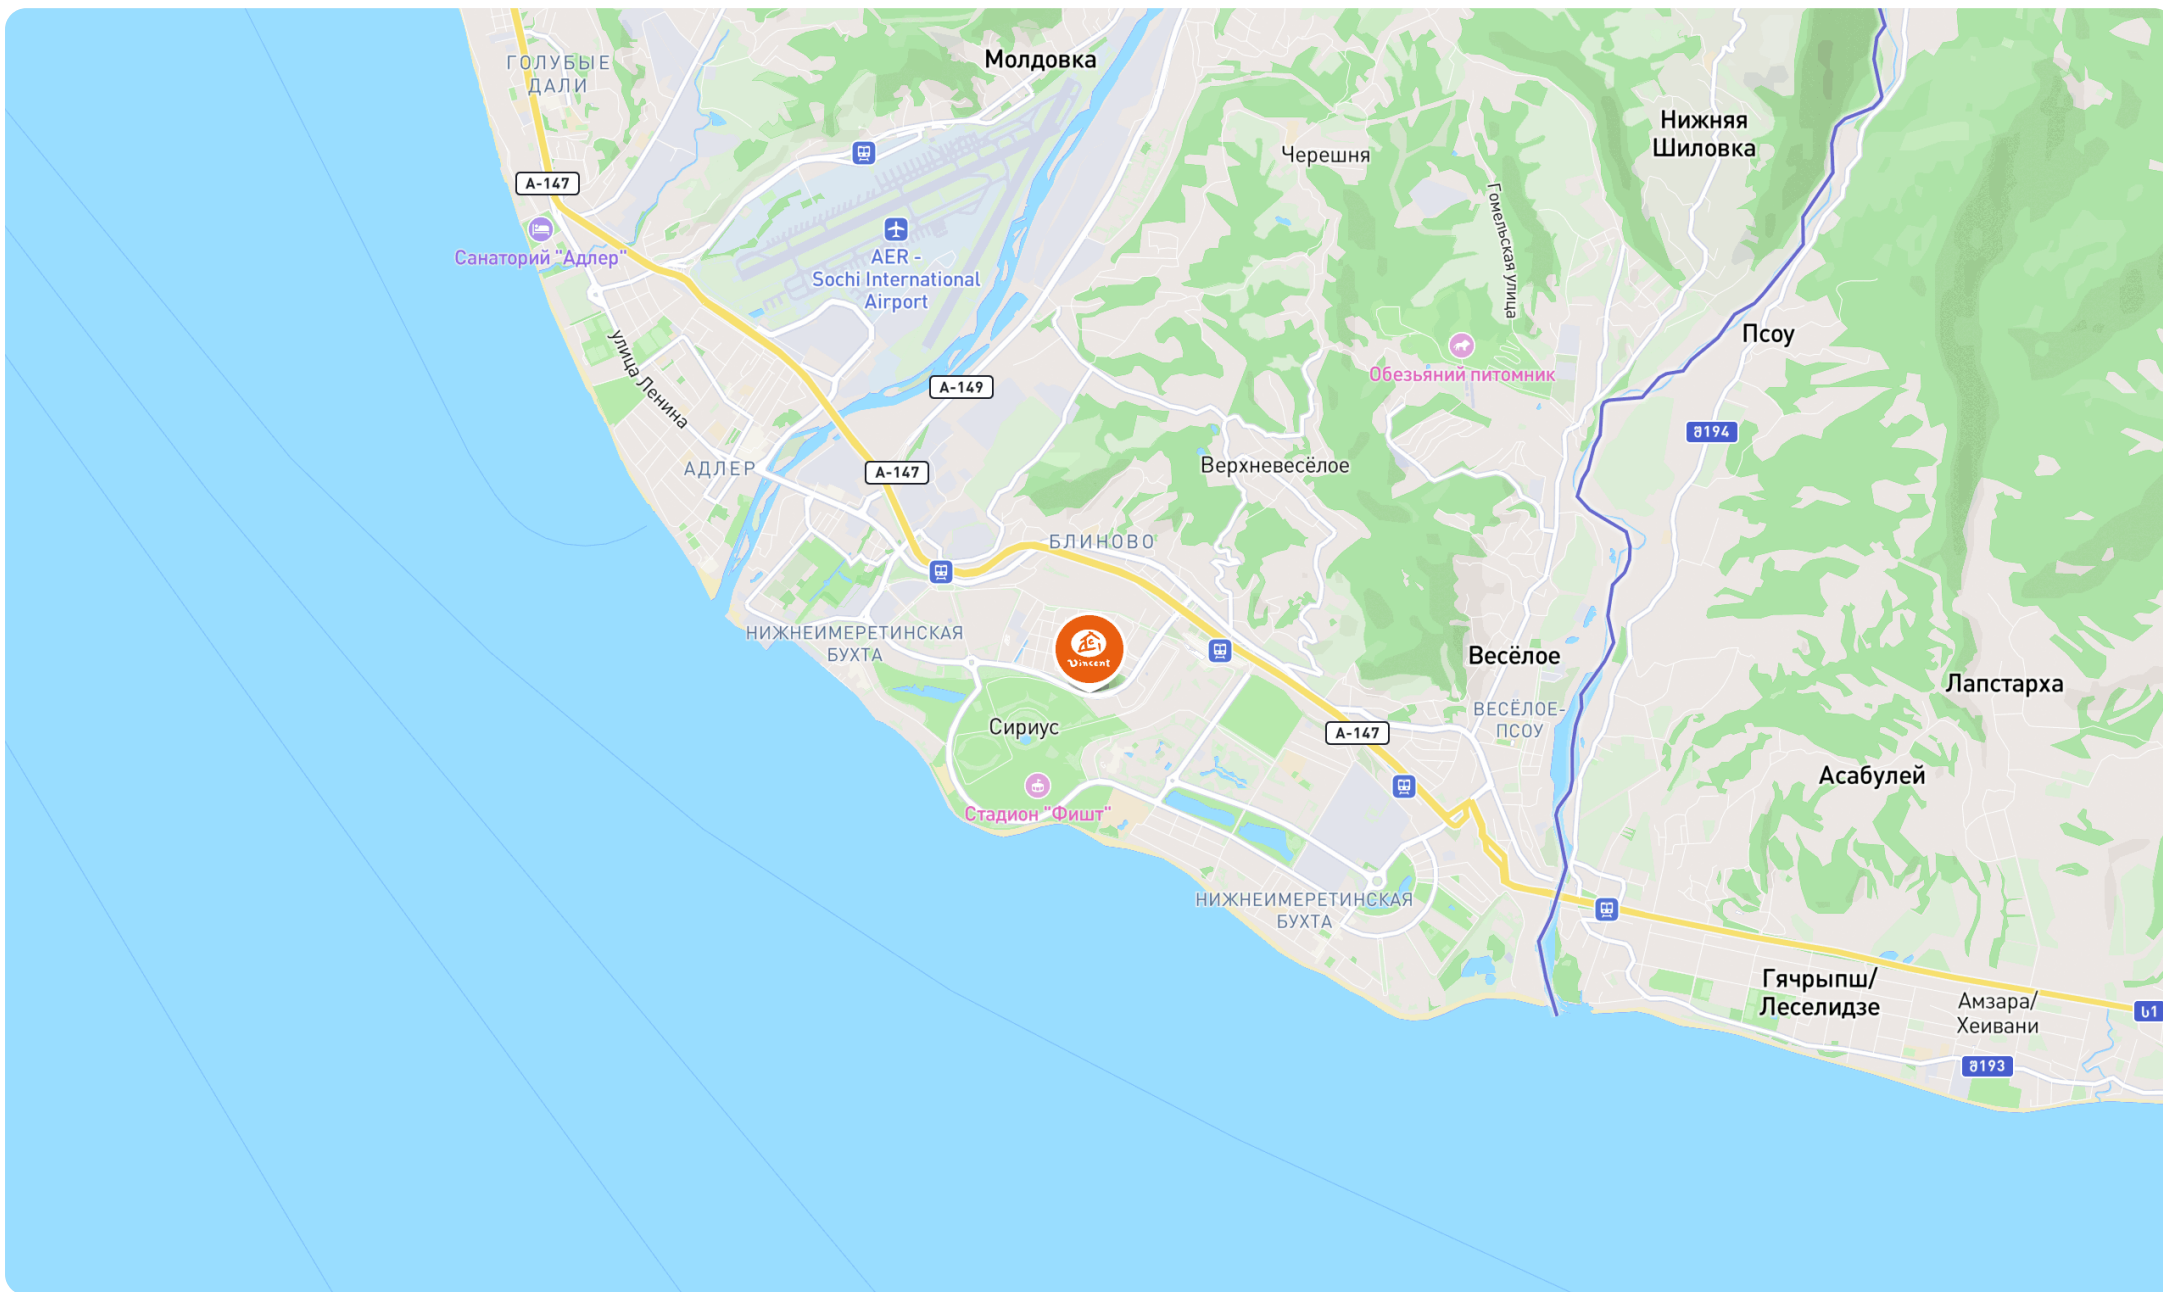 Молдовка
ГОЛУБЫЕ
ДАЛИ
Нижняя
Шиловка
Черешня
А-147
Гомельская улица
Санаторий "Адлер"
AER -
Sochi International
Airport
Псоу
улица Ленина
Обезьяний питомник
А-149
მ194
АДЛЕР
А-147
Верхневесёлое
БЛИНОВО
НИЖНЕИМЕРЕТИНСКАЯ
БУХТА
Vincent
Весёлое
Лапстарха
ВЕСЁЛОЕ-
ПСОУ
Сириус
А-147
Асабулей
Стадион "Фишт"
НИЖНЕИМЕРЕТИНСКАЯ
БУХТА
Гячрыпш/
Леселидзе
Амзара/
Хеивани
ს1
მ193